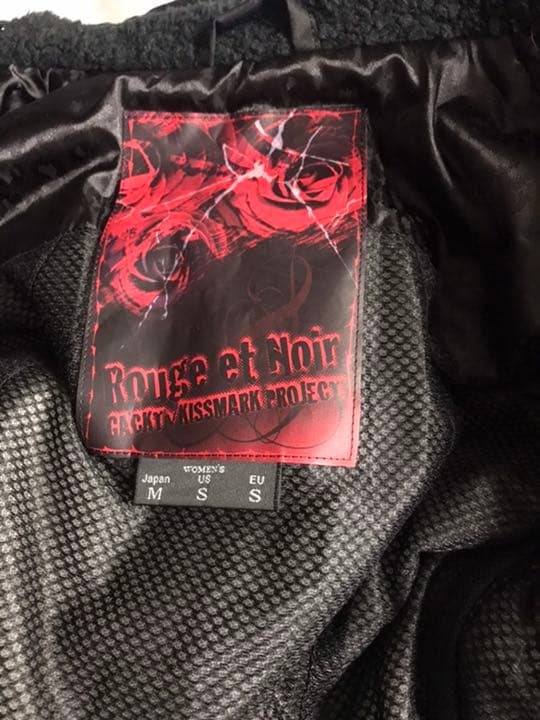 Rouge et Noir
GACKT × KISSMARK PROJECT
WOMEN'S
Japan US EU
M S S